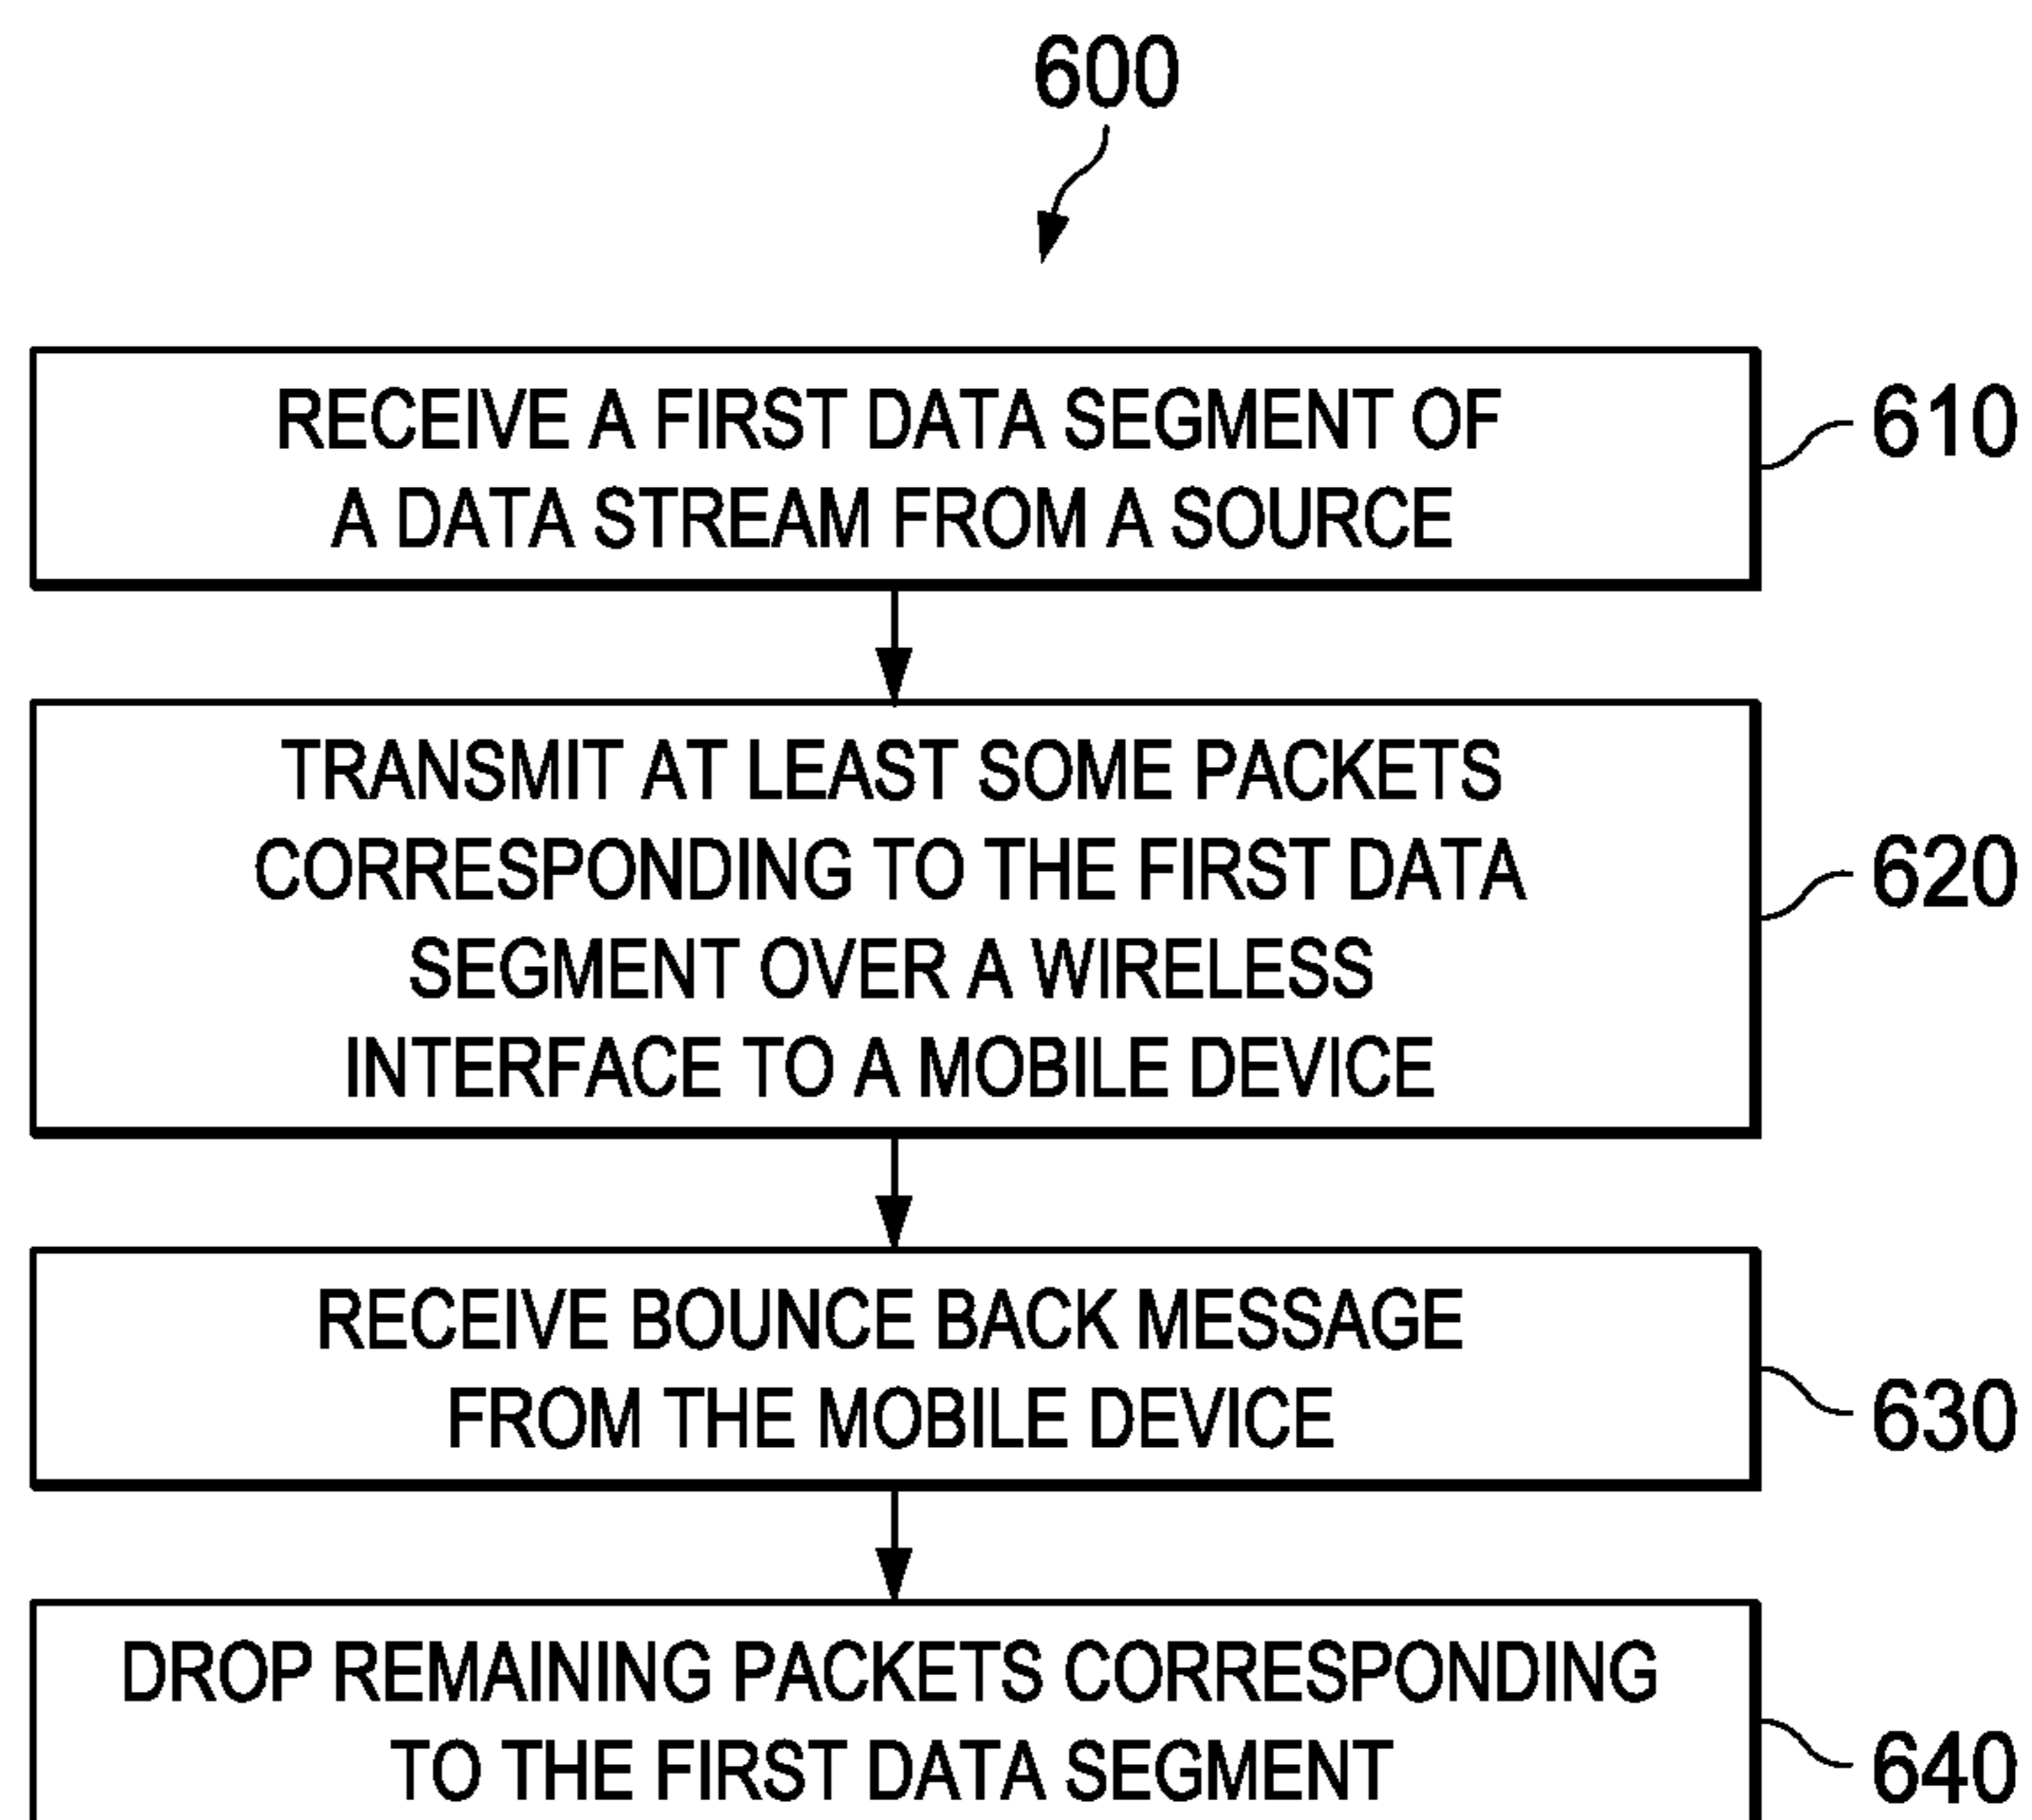 600
RECEIVE A FIRST DATA SEGMENT OF
A DATA STREAM FROM A SOURCE
610
TRANSMIT AT LEAST SOME PACKETS
CORRESPONDING TO THE FIRST DATA
SEGMENT OVER A WIRELESS
INTERFACE TO A MOBILE DEVICE
620
RECEIVE BOUNCE BACK MESSAGE
FROM THE MOBILE DEVICE
630
DROP REMAINING PACKETS CORRESPONDING
TO THE FIRST DATA SEGMENT
640